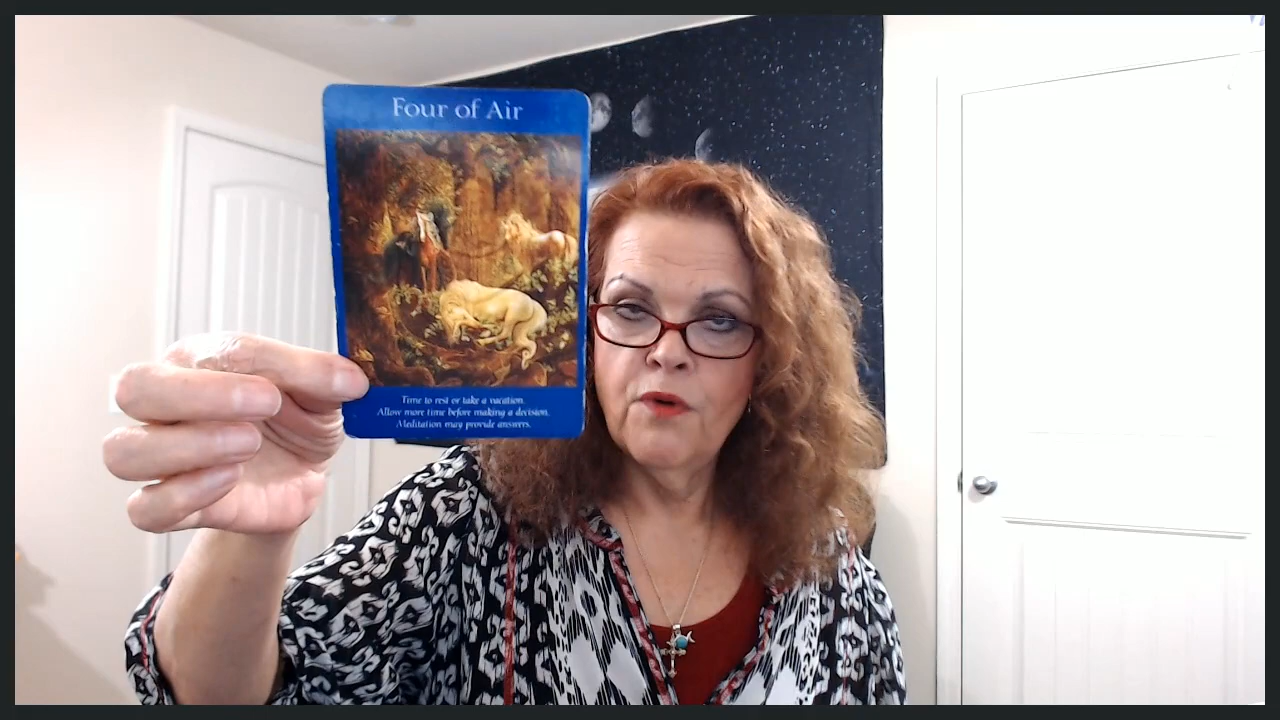 Four of Air
Time to rest or take a vacation.
Allow more time before making a decision.
Meditation may provide answers.